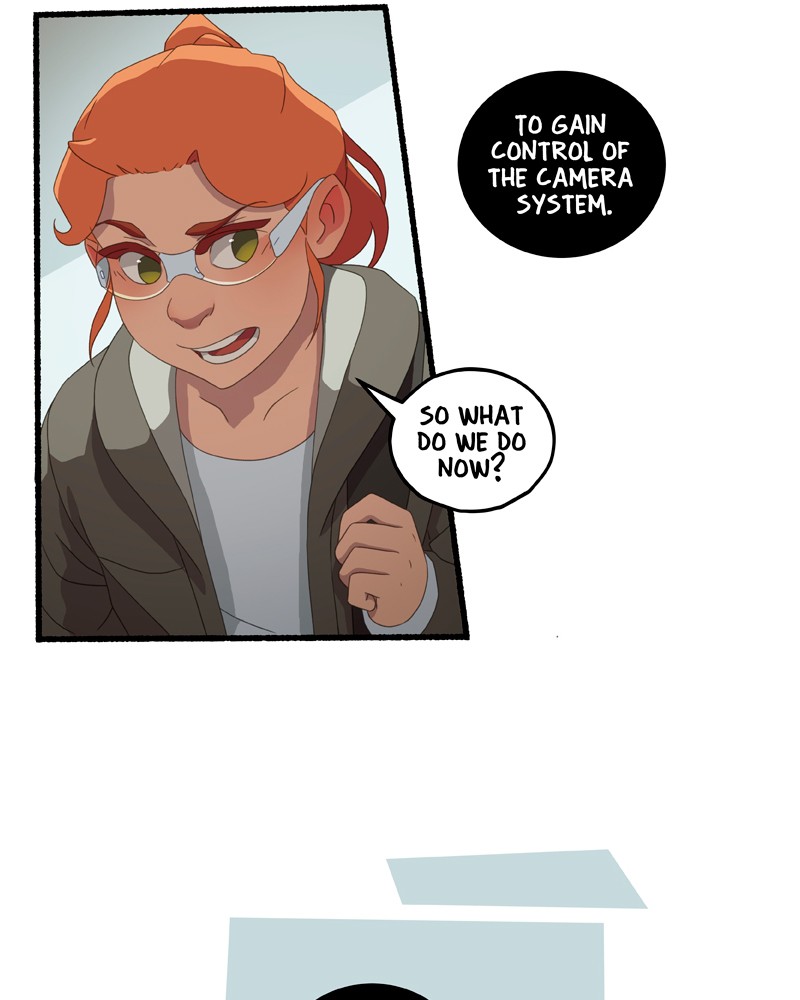 TO GAIN
CONTROL OF
THE CAMERA
SYSTEM.
SO WHAT
DO WE DO
NOW?